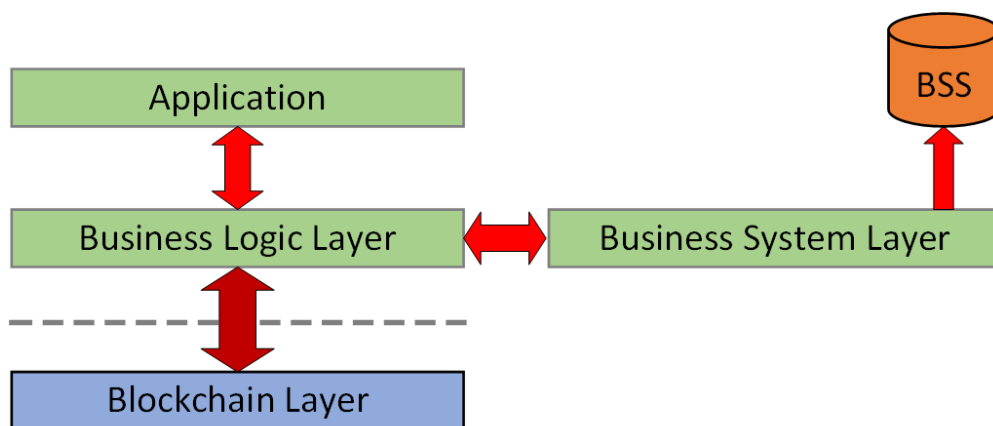 Application
BSS
Business Logic Layer
Business System Layer
Blockchain Layer